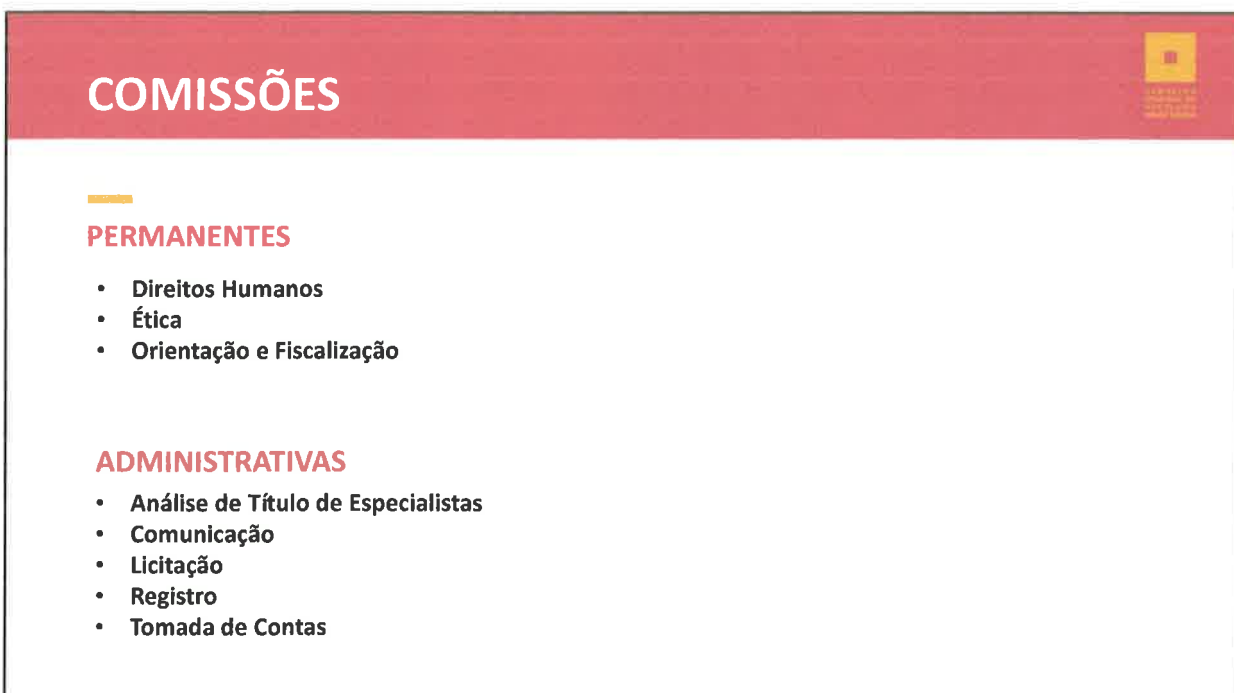 COMISSÕES
PERMANENTES
• Direitos Humanos
• Ética
• Orientação e Fiscalização
ADMINISTRATIVAS
• Análise de Título de Especialistas
• Comunicação
• Licitação
• Registro
• Tomada de Contas